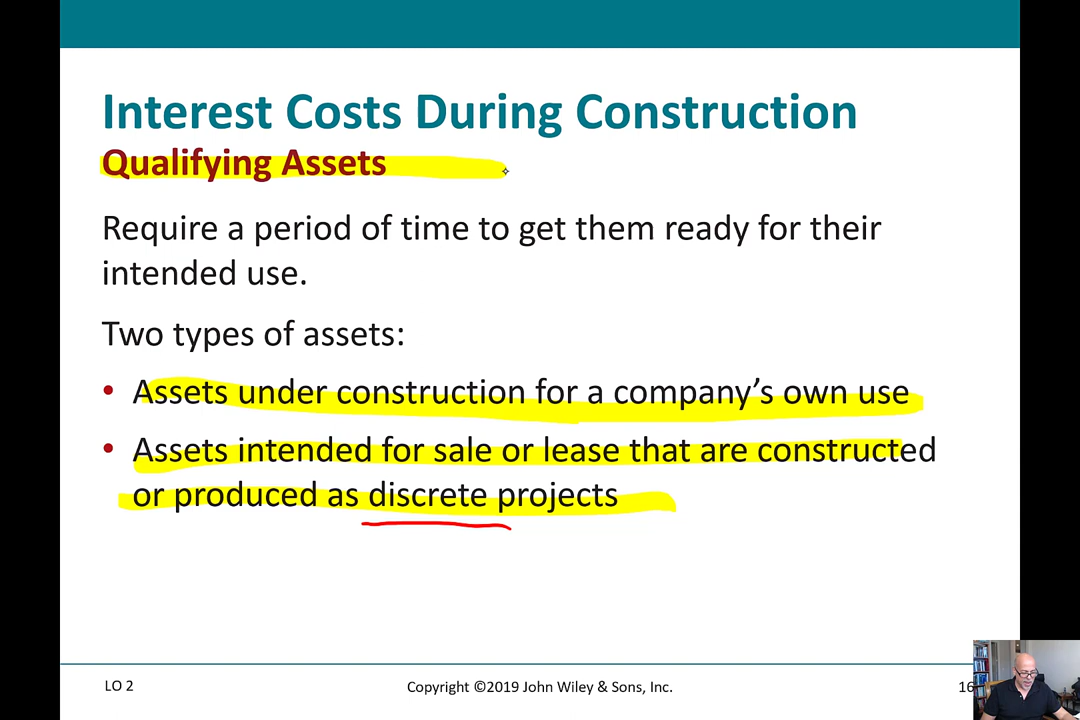 Interest Costs During Construction
Qualifying Assets
Require a period of time to get them ready for their
intended use.
Two types of assets:
• Assets under construction for a company’s own use
• Assets intended for sale or lease that are constructed
or produced as discrete projects
LO 2
Copyright ©2019 John Wiley & Sons, Inc.
16